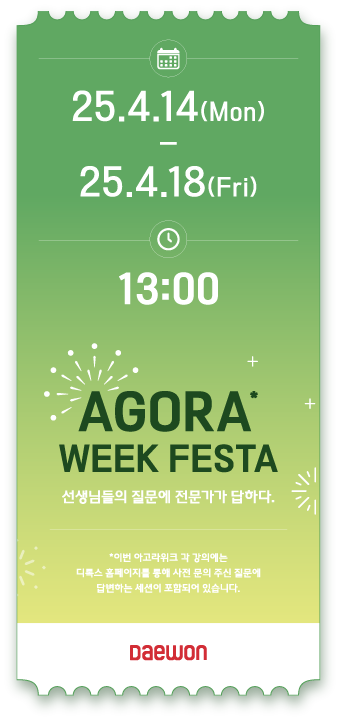 25.4.14(Mon)
–
25.4.18(Fri)
13:00
AGORA*
WEEK FESTA
선생님들의 질문에 전문가가 답하다.
*이번 아고라위크 각 강의에는
디톡스 홈페이지를 통해 사전 문의 주신 질문에
답변하는 세션이 포함되어 있습니다.
DAEWON